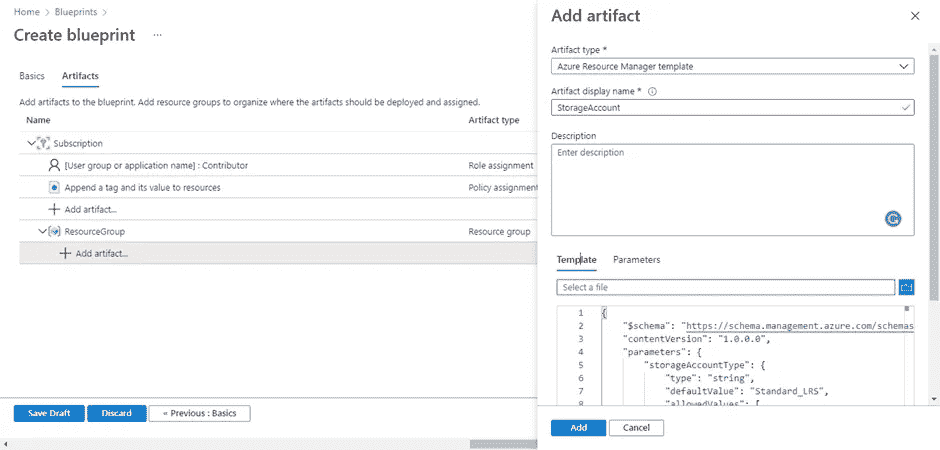 Home > Blueprints >
Create blueprint ...
Basics Artifacts
Add artifacts to the blueprint. Add resource groups to organize where the artifacts should be deployed and assigned.
Name Artifact type
Subscription
[User group or application name] : Contributor Role assignment
Append a tag and its value to resources Policy assignment
Add artifact...
ResourceGroup Resource group
Add artifact...
Save Draft Discard « Previous : Basics
Add artifact
Artifact type *
Azure Resource Manager template
Artifact display name *
StorageAccount
Description
Enter description
Template Parameters
Select a file
1 {
2 "$schema": "https://schema.management.azure.com/schemas
3 "contentVersion": "1.0.0.0",
4 "parameters": {
5 "storageAccountType": {
6 "type": "string",
7 "defaultValue": "Standard_LRS",
8 "allowedValues": [
Add Cancel